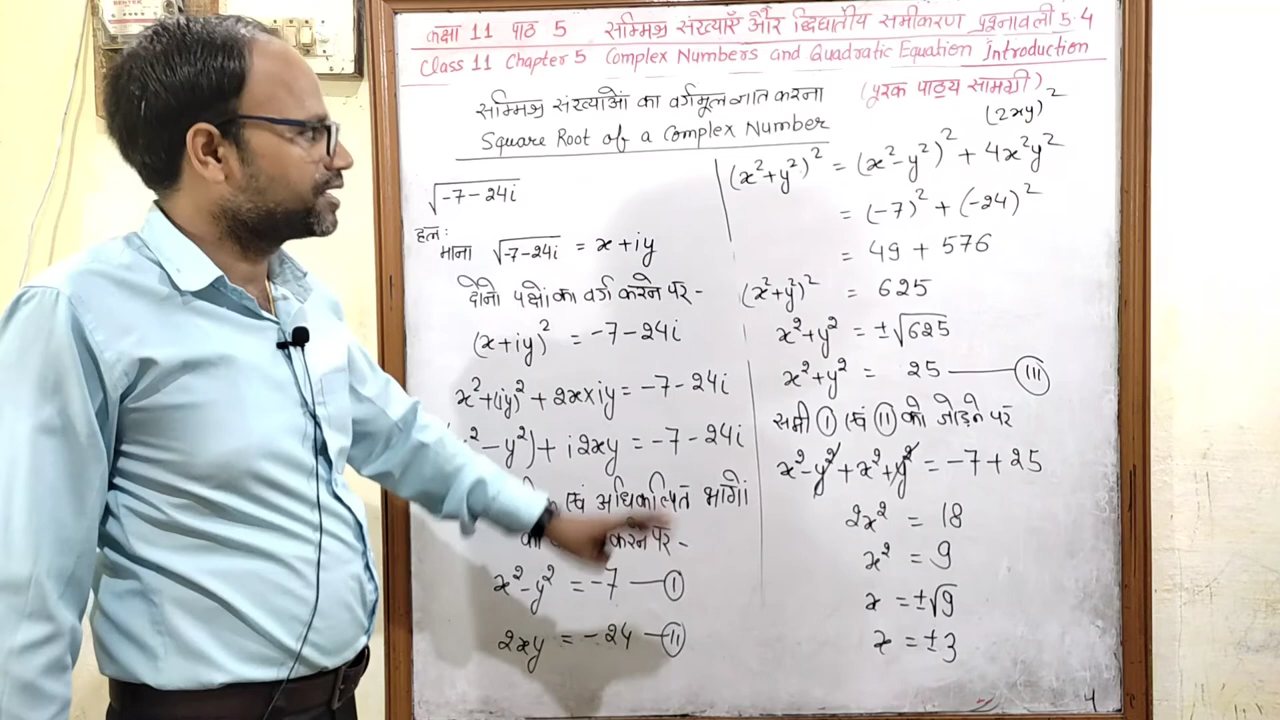 कक्षा 11 पाठ 5 सम्मिश्र संख्याएँ और द्विघातीय समीकरण प्रश्नावली 5.4
Class 11 Chapter 5 Complex Numbers and Quadratic Equation Introduction
सम्मिश्र संख्याओं का वर्गमूल ज्ञात करना
(पूरक पाठ्य सामग्री)
Square Root of a Complex Number
√-7-24i
हल:
माना √-7-24i = x+iy
दोनो पक्षों का वर्ग करने पर -
(x+iy)² = -7-24i
x²+(iy)²+2x×iy = -7-24i
² - y²) + i2xy = -7-24i
एवं अधिकल्पित भागों
करने पर -
x²-y² = -7 — I
2xy = -24 — II
(2xy)²
(x²+y²)² = (x²-y²)² + 4x²y²
= (-7)² + (-24)²
= 49 + 576
(x²+y²)² = 625
x²+y² = ±√625
x²+y² = 25 — III
समी I एवं II को जोड़ने पर
x²-y²+x²+y² = -7+25
2x² = 18
x² = 9
x = ±√9
x = ±3
4